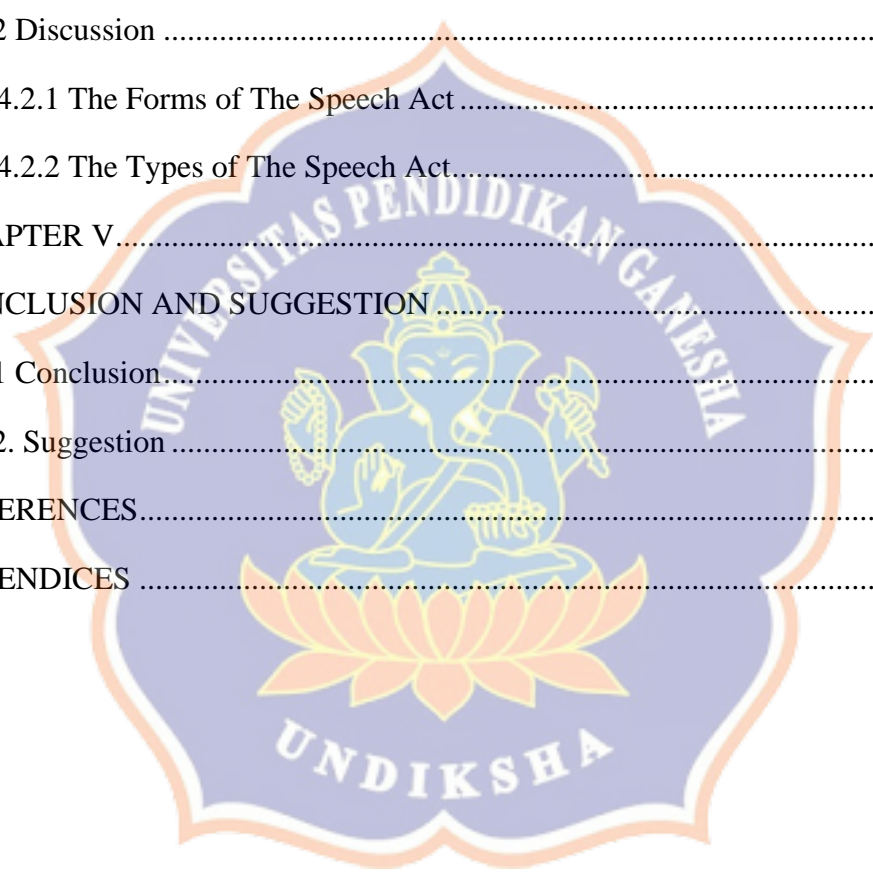 2 Discussion ....................................................................................................
4.2.1 The Forms of The Speech Act ..........................................................
4.2.2 The Types of The Speech Act...........................................................
APTER V.........................................................................................................
NCLUSION AND SUGGESTION ..............................................................
1 Conclusion....................................................................................................
2. Suggestion ...................................................................................................
ERENCES......................................................................................................
ENDICES ......................................................................................................
UNIVERSITAS PENDIDIKAN GANESHA
UNDIKSHA